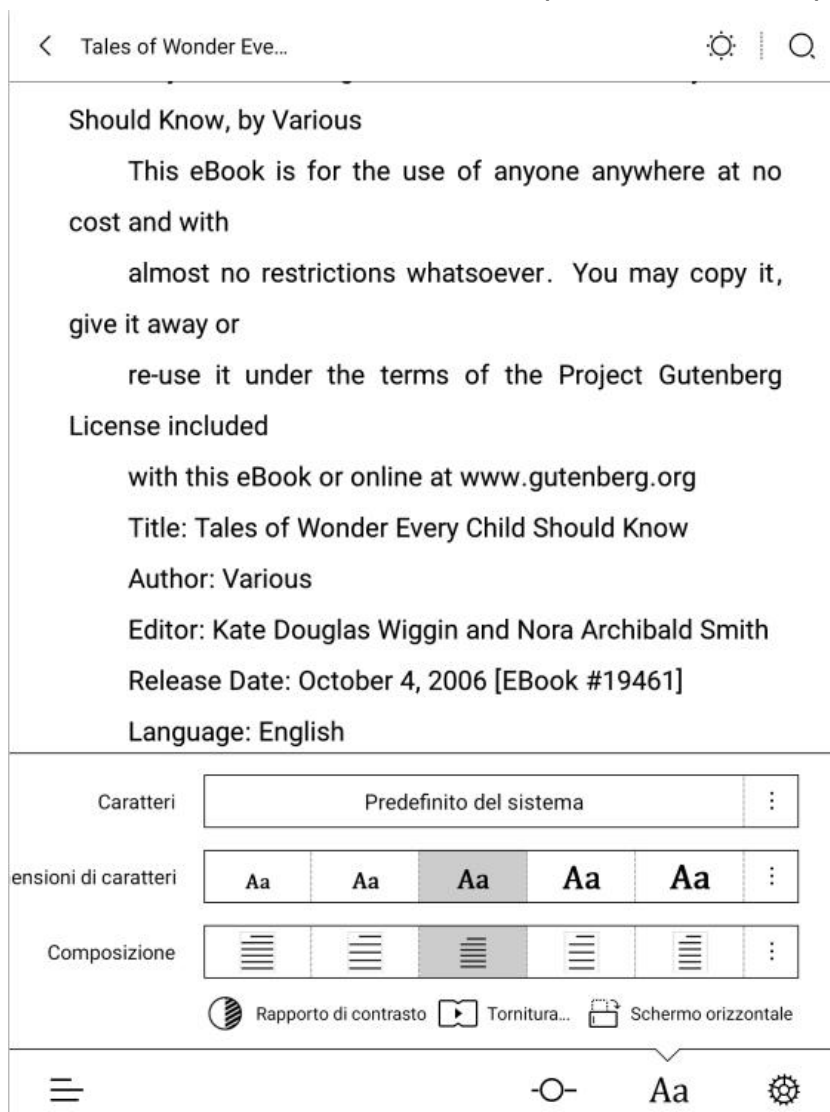 Tales of Wonder Eve...
Should Know, by Various
This eBook is for the use of anyone anywhere at no
cost and with
almost no restrictions whatsoever. You may copy it,
give it away or
re-use it under the terms of the Project Gutenberg
License included
with this eBook or online at www.gutenberg.org
Title: Tales of Wonder Every Child Should Know
Author: Various
Editor: Kate Douglas Wiggin and Nora Archibald Smith
Release Date: October 4, 2006 [EBook #19461]
Language: English
Caratteri Predefinito del sistema
ensioni di caratteri Aa Aa Aa Aa Aa
Composizione
Rapporto di contrasto Tornitura... Schermo orizzontale
Aa